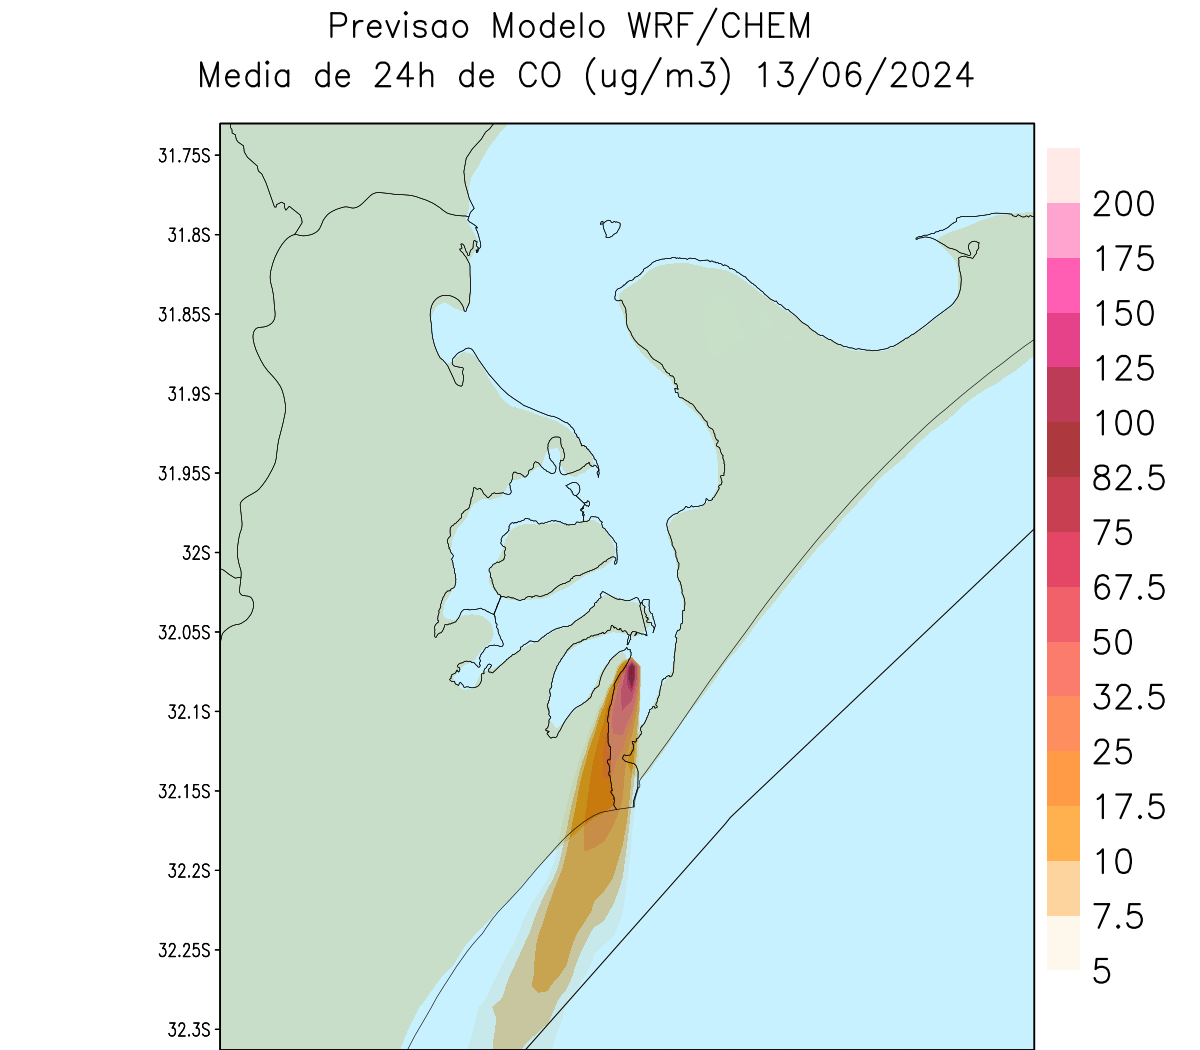 Previsao Modelo WRF/CHEM
Media de 24h de CO (ug/m3) 13/06/2024
31.75S
31.8S
31.85S
31.9S
31.95S
32S
32.05S
32.1S
32.15S
32.2S
32.25S
32.3S
200
175
150
125
100
82.5
75
67.5
50
32.5
25
17.5
10
7.5
5